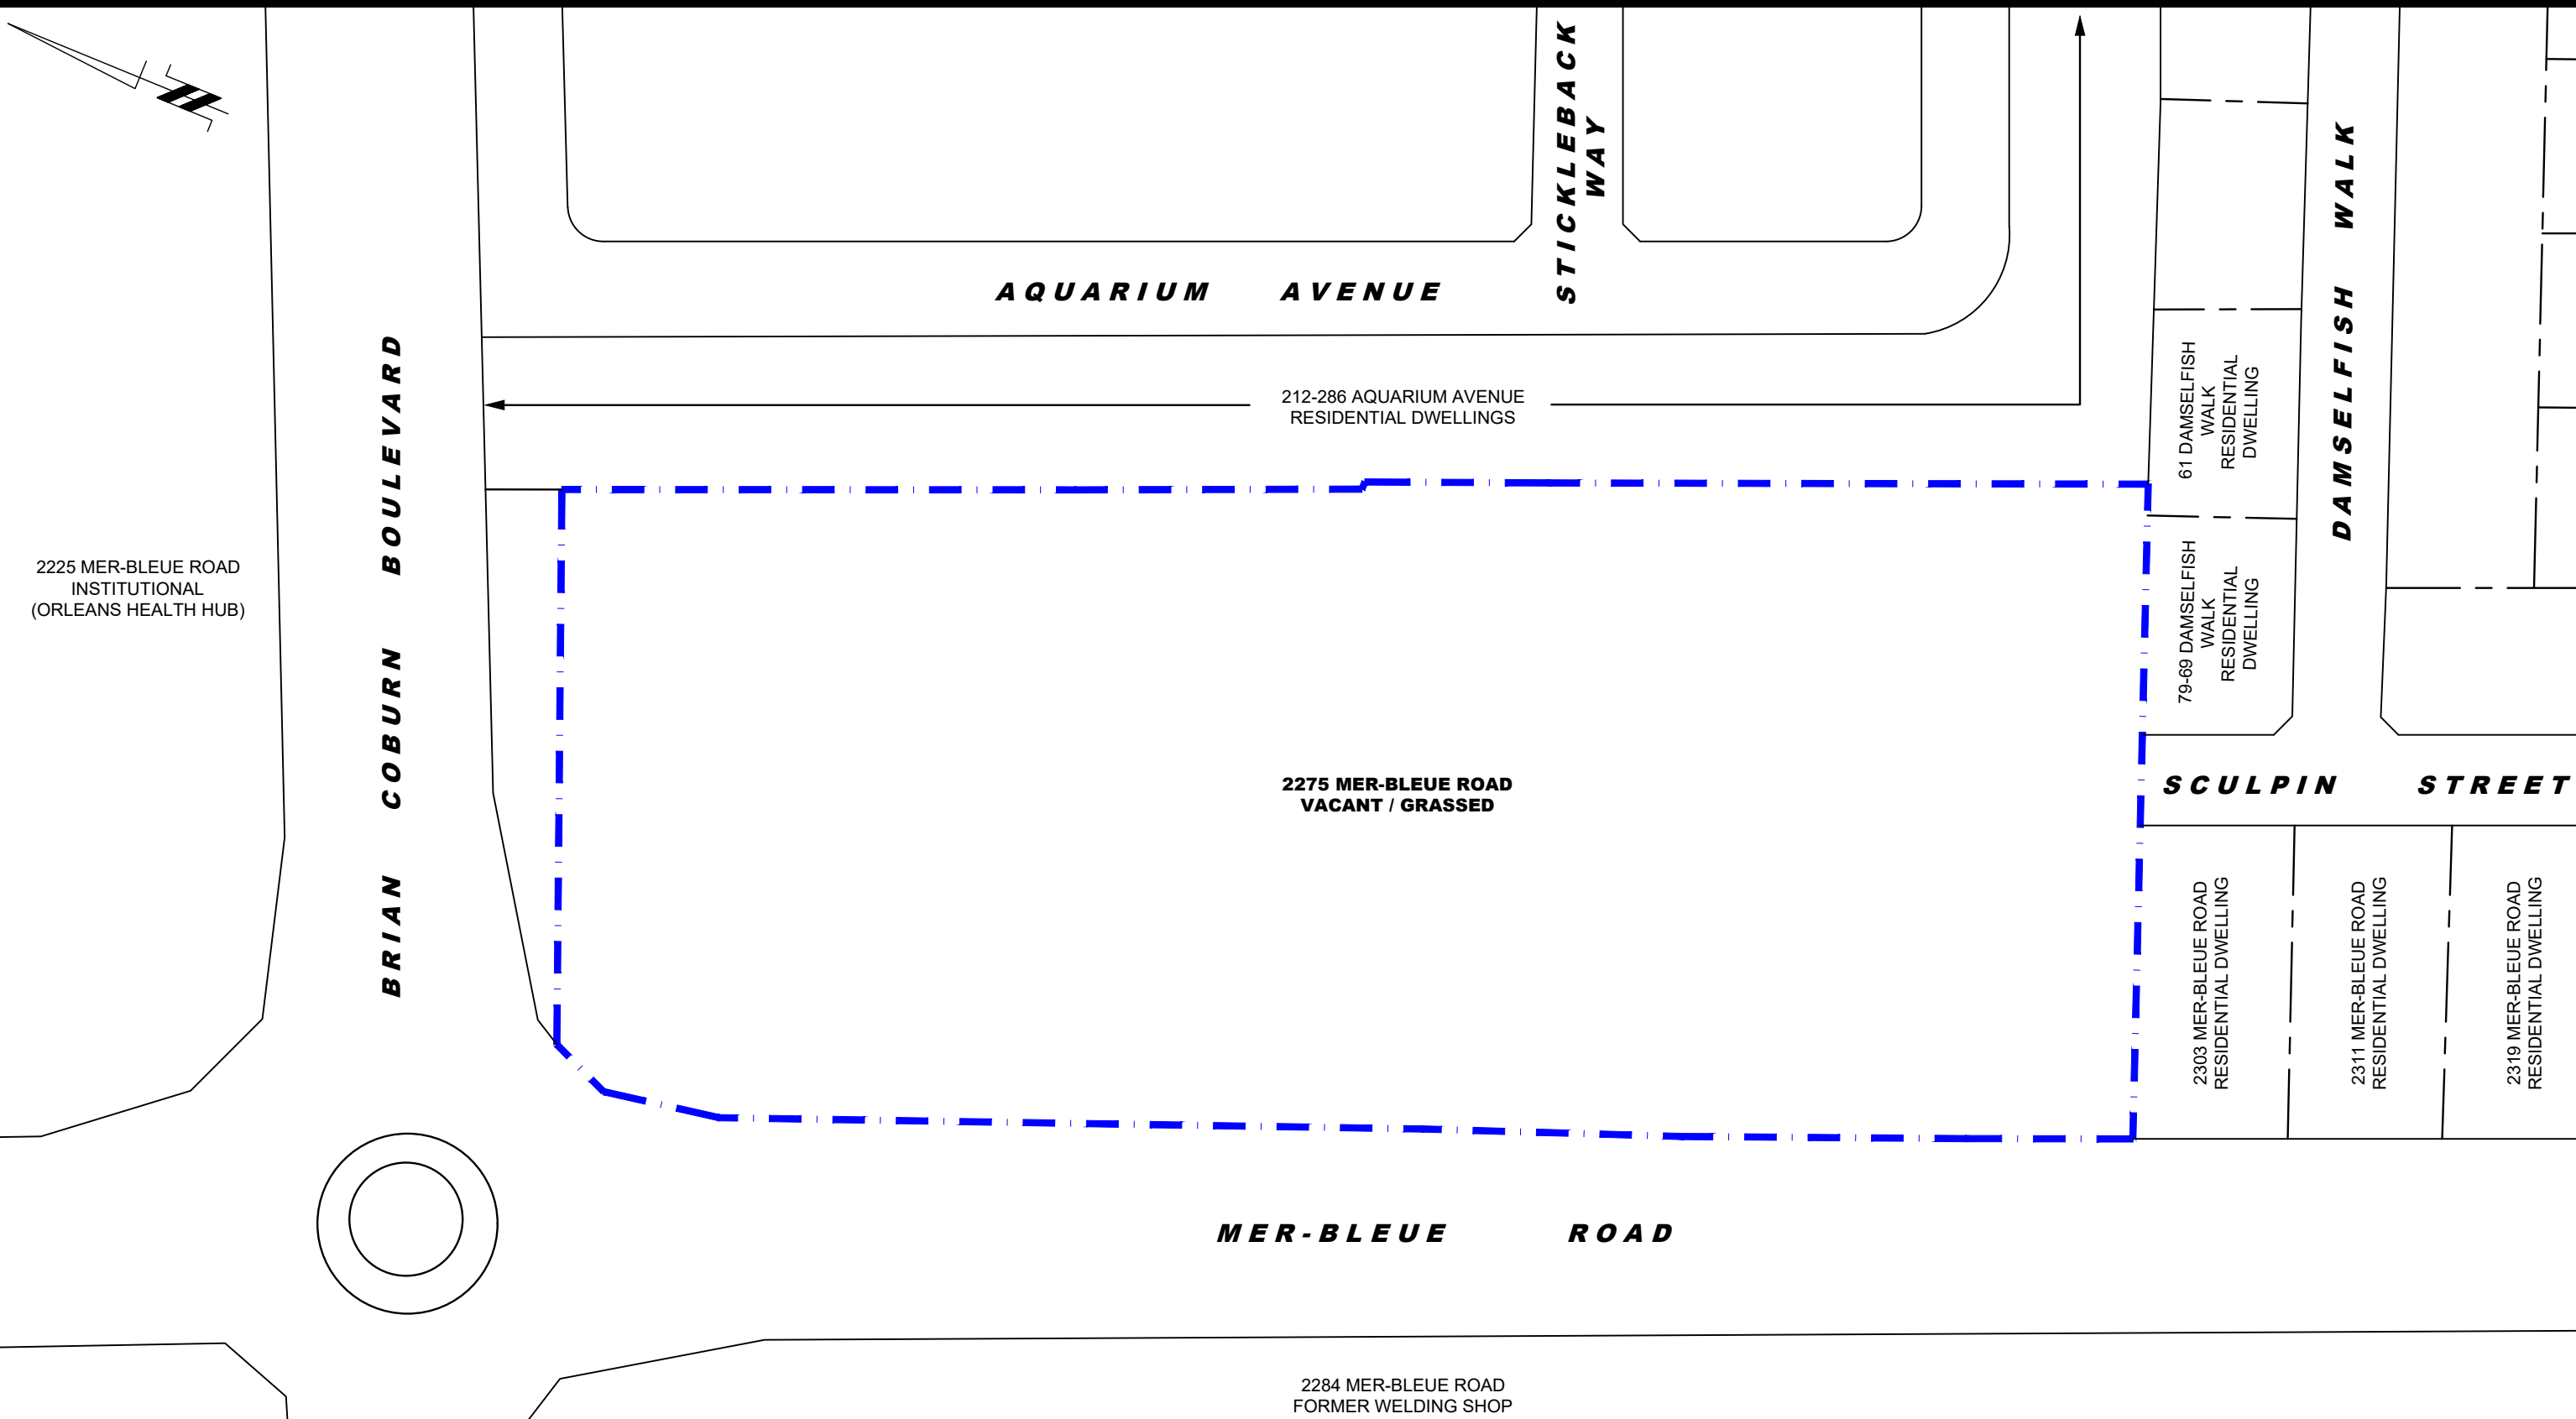 STICKLEBACK
WAY
DAMSELFISH WALK
AQUARIUM AVENUE
212-286 AQUARIUM AVENUE
RESIDENTIAL DWELLINGS
BRIAN COBURN BOULEVARD
61 DAMSELFISH
WALK
RESIDENTIAL
DWELLING
2225 MER-BLEUE ROAD
INSTITUTIONAL
(ORLEANS HEALTH HUB)
79-69 DAMSELFISH
WALK
RESIDENTIAL
DWELLING
2275 MER-BLEUE ROAD
VACANT / GRASSED
SCULPIN STREET
2303 MER-BLEUE ROAD
RESIDENTIAL DWELLING
2311 MER-BLEUE ROAD
RESIDENTIAL DWELLING
2319 MER-BLEUE ROAD
RESIDENTIAL DWELLING
MER-BLEUE ROAD
2284 MER-BLEUE ROAD
FORMER WELDING SHOP